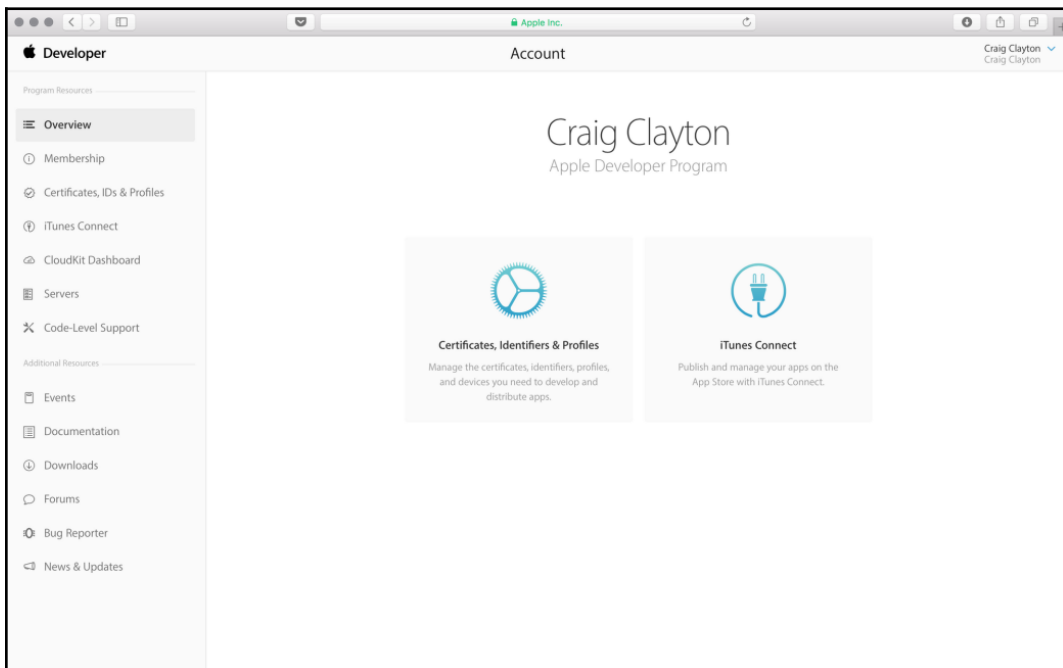 Apple Inc.
Developer
Account
Craig Clayton
Craig Clayton
Program Resources
Overview
Membership
Certificates, IDs & Profiles
iTunes Connect
CloudKit Dashboard
Servers
Code-Level Support
Additional Resources
Events
Documentation
Downloads
Forums
Bug Reporter
News & Updates
Craig Clayton
Apple Developer Program
Certificates, Identifiers & Profiles
Manage the certificates, identifiers, profiles,
and devices you need to develop and
distribute apps.
iTunes Connect
Publish and manage your apps on the
App Store with iTunes Connect.